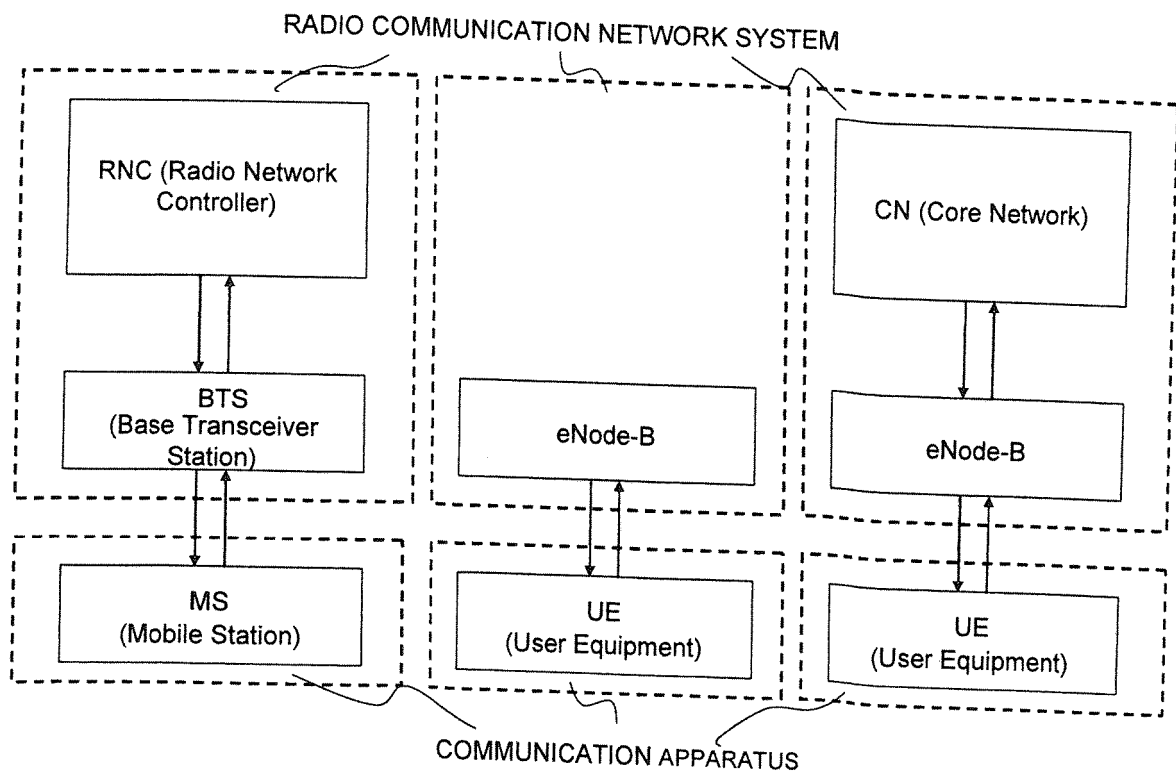 RADIO COMMUNICATION NETWORK SYSTEM
RNC (Radio Network
Controller)
BTS
(Base Transceiver
Station)
MS
(Mobile Station)
eNode-B
UE
(User Equipment)
CN (Core Network)
eNode-B
UE
(User Equipment)
COMMUNICATION APPARATUS